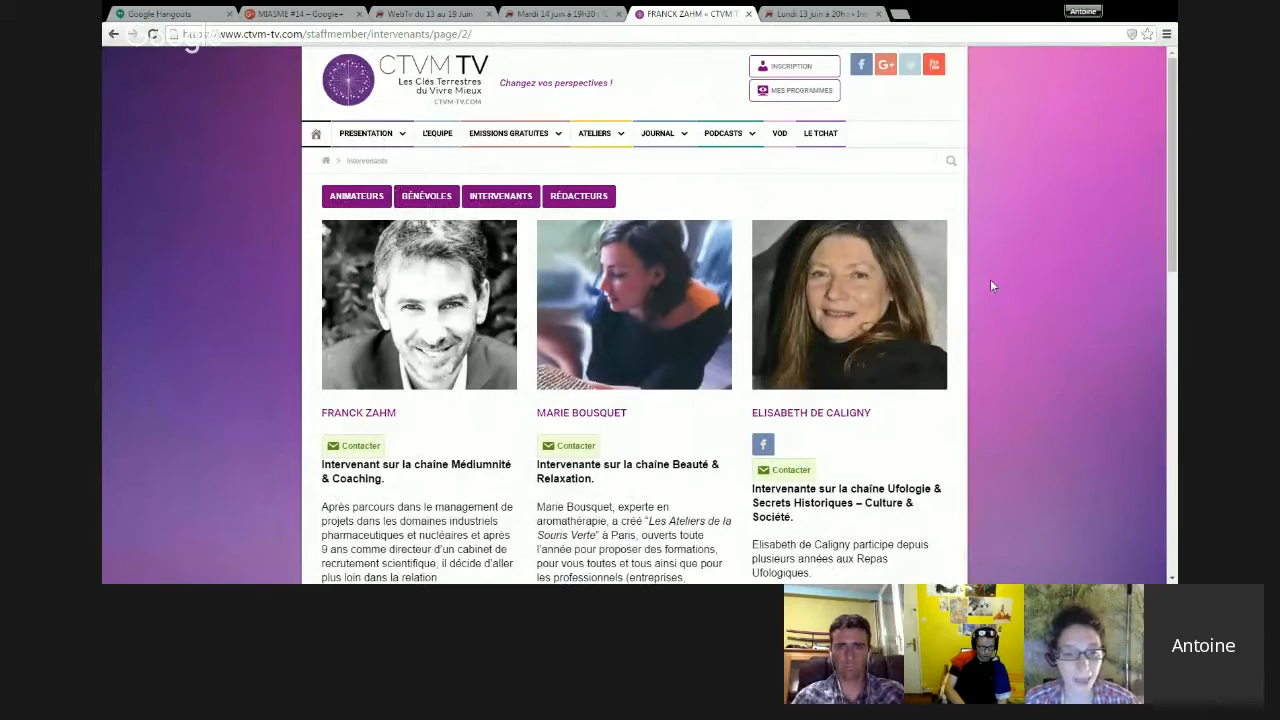 Google Hangouts
MIASME #14 – Google+
WebTv du 13 au 19 Juin
Mardi 14 juin à 19h30
FRANCK ZAHM « CTVM T
Lundi 13 juin à 20h « Ins
Antoine
Google
www.ctvm-tv.com/staffmember/intervenants/page/2/
CTVM TV
Les Clés Terrestres
du Vivre Mieux
CTVM-TV.COM
Changez vos perspectives !
INSCRIPTION
MES PROGRAMMES
f
G+
You
PRESENTATION
L'EQUIPE
EMISSIONS GRATUITES
ATELIERS
JOURNAL
PODCASTS
VOD
LE TCHAT
Intervenants
ANIMATEURS
BÉNÉVOLES
INTERVENANTS
RÉDACTEURS
FRANCK ZAHM
Contacter
Intervenant sur la chaîne Médiumnité
& Coaching.
Après parcours dans le management de
projets dans les domaines industriels
pharmaceutiques et nucléaires et après
9 ans comme directeur d'un cabinet de
recrutement scientifique, il décide d'aller
plus loin dans la relation
MARIE BOUSQUET
Contacter
Intervenante sur la chaîne Beauté &
Relaxation.
Marie Bousquet, experte en
aromathérapie, a créé "Les Ateliers de la
Souris Verte" à Paris, ouverts toute
l'année pour proposer des formations,
pour vous toutes et tous ainsi que pour
les professionnels (entreprises,
ELISABETH DE CALIGNY
f
Contacter
Intervenante sur la chaîne Ufologie &
Secrets Historiques – Culture &
Société.
Elisabeth de Caligny participe depuis
plusieurs années aux Repas
Ufologiques.
Antoine